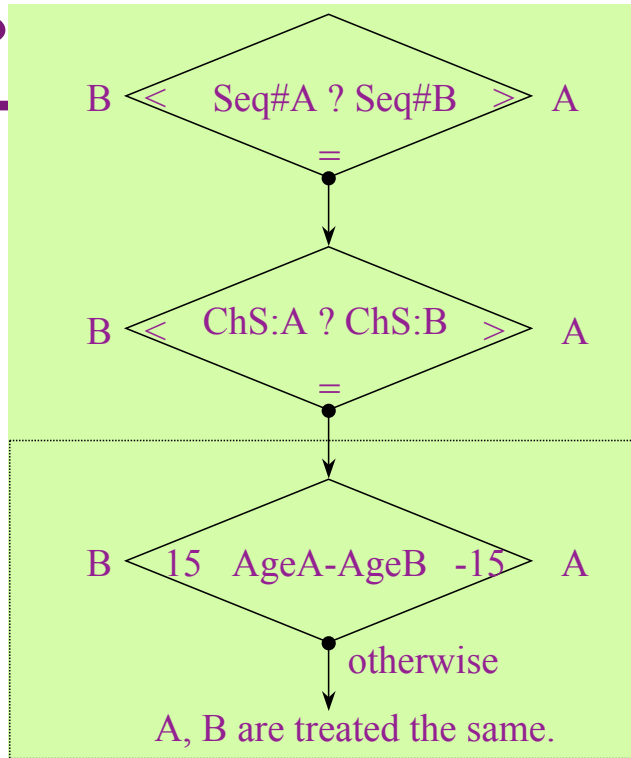 B < Seq#A ? Seq#B > A
=
B < ChS:A ? ChS:B > A
=
B 15 AgeA-AgeB -15 A
otherwise
A, B are treated the same.